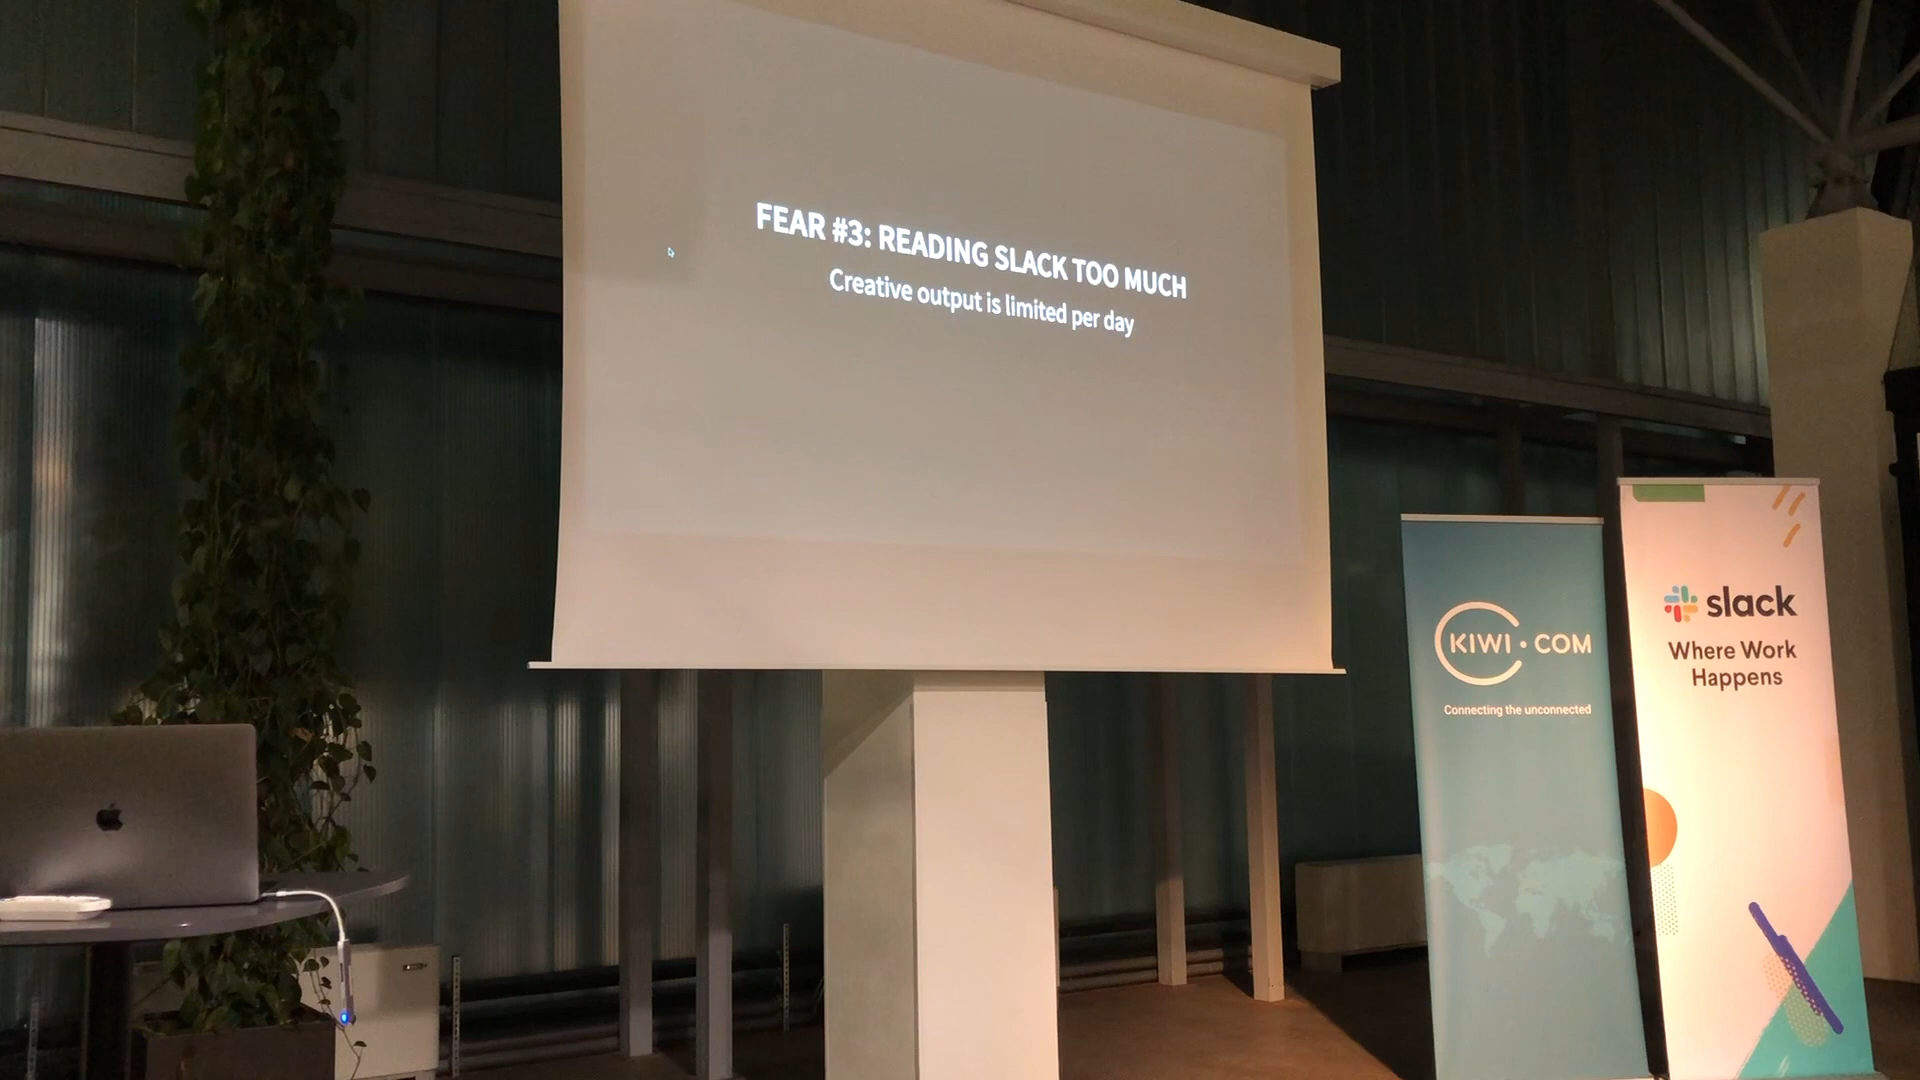 FEAR #3: READING SLACK TOO MUCH
Creative output is limited per day
KIWI.COM
Connecting the unconnected
slack
Where Work
Happens